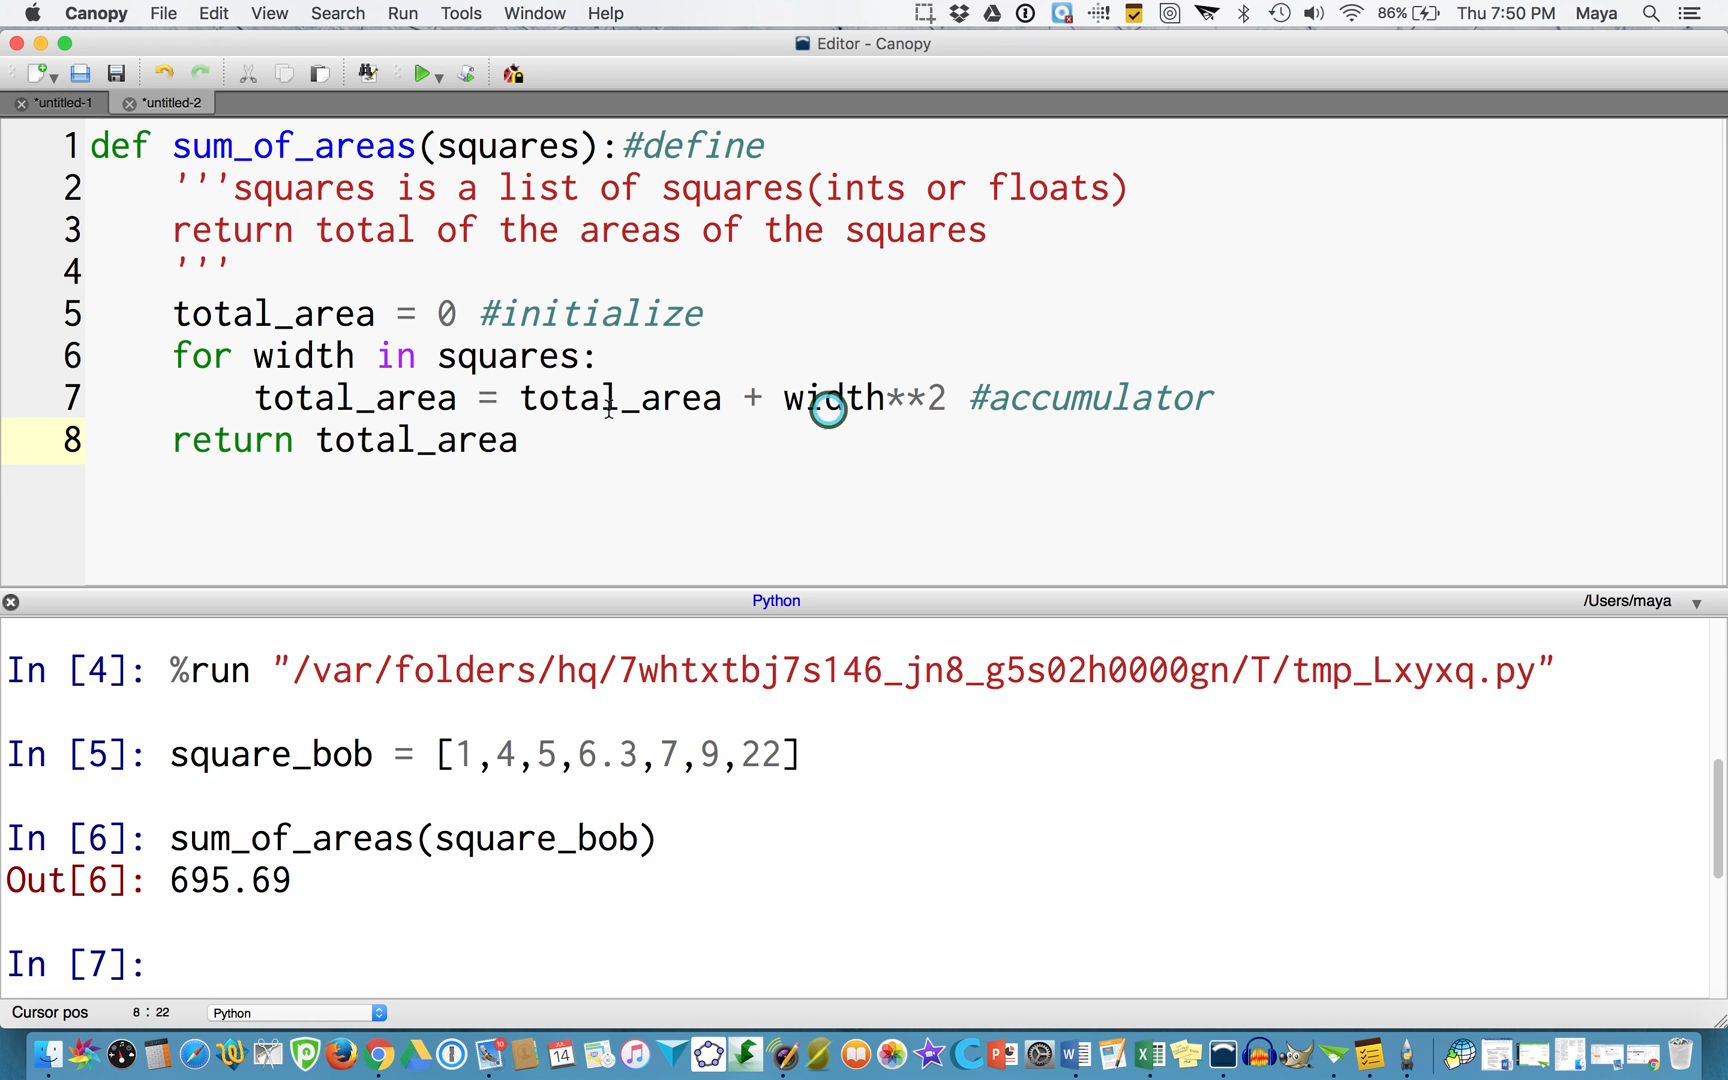 Canopy File Edit View Search Run Tools Window Help 86% Thu 7:50 PM Maya
Editor - Canopy
*untitled-1 *untitled-2
1 def sum_of_areas(squares):#define
2 '''squares is a list of squares(ints or floats)
3 return total of the areas of the squares
4 '''
5 total_area = 0 #initialize
6 for width in squares:
7 total_area = total_area + width**2 #accumulator
8 return total_area
Python /Users/maya
In [4]: %run "/var/folders/hq/7whtxtbj7s146_jn8_g5s02h0000gn/T/tmp_Lxyxq.py"
In [5]: square_bob = [1,4,5,6.3,7,9,22]
In [6]: sum_of_areas(square_bob)
Out[6]: 695.69
In [7]:
Cursor pos 8 : 22 Python